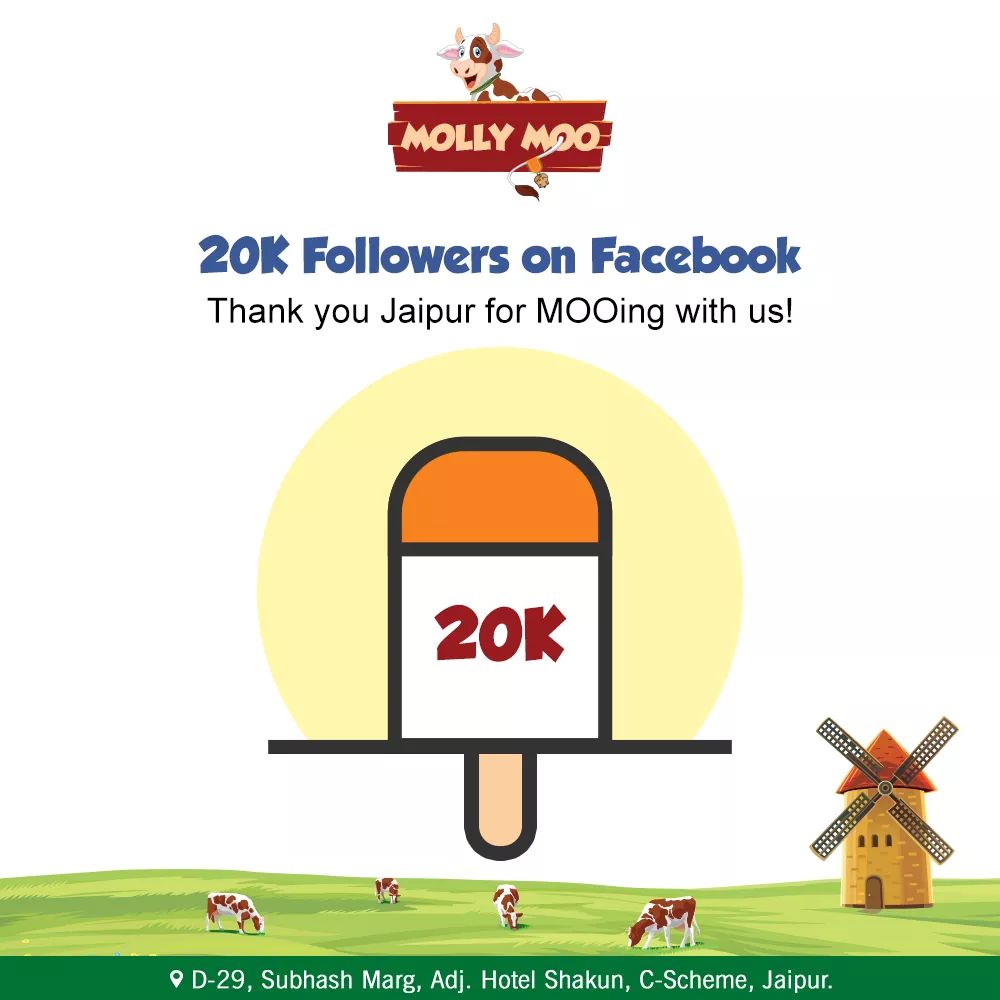 MOLLY MOO
20K Followers on Facebook
Thank you Jaipur for MOOing with us!
20K
D-29, Subhash Marg, Adj. Hotel Shakun, C-Scheme, Jaipur.